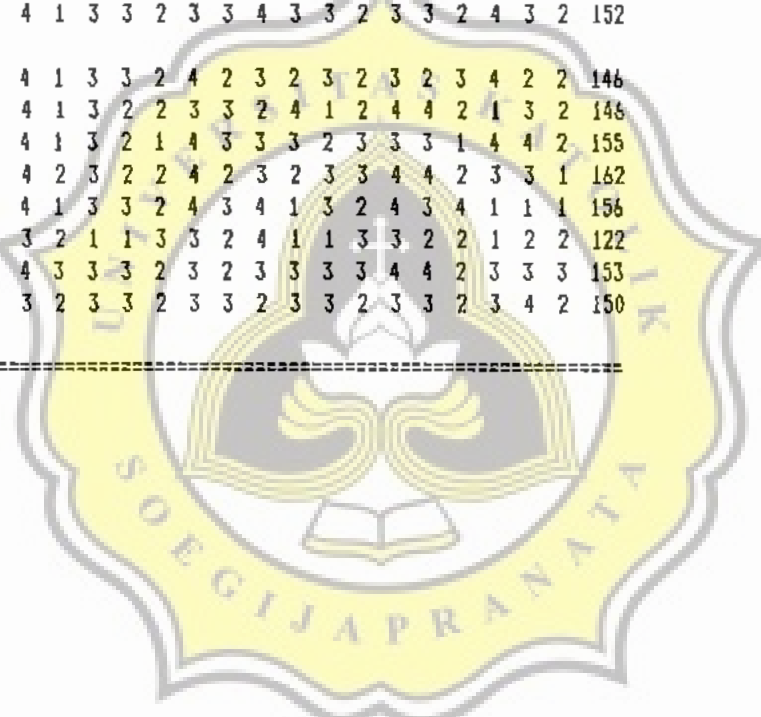 4 1 3 3 2 3 3 4 3 3 2 3 3 2 4 3 2 152
4 1 3 3 2 4 2 3 2 3 2 3 2 3 4 2 2 146
4 1 3 2 2 3 3 2 4 1 2 4 4 2 1 3 2 146
4 1 3 2 1 4 3 3 3 2 3 3 3 1 4 4 2 155
4 2 3 2 2 4 2 3 2 3 3 4 4 2 3 3 1 162
4 1 3 3 2 4 3 4 1 3 2 4 3 4 1 1 1 156
3 2 1 1 3 3 2 4 1 1 3 3 2 2 1 2 2 122
4 3 3 3 2 3 2 3 3 3 3 4 4 2 3 3 3 153
3 2 3 3 2 3 3 2 3 3 2 3 3 2 3 4 2 150
UNIVERSITAS KATOLIK
SOEGIJAPRANATA